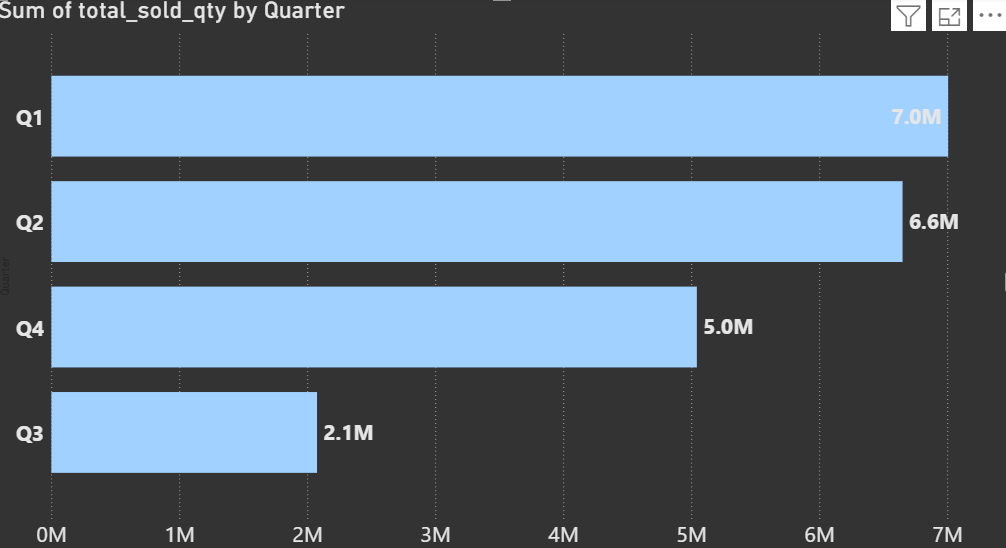 Sum of total_sold_qty by Quarter
Q1
7.0M
Q2
6.6M
Quarter
Q4
5.0M
Q3
2.1M
0M 1M 2M 3M 4M 5M 6M 7M